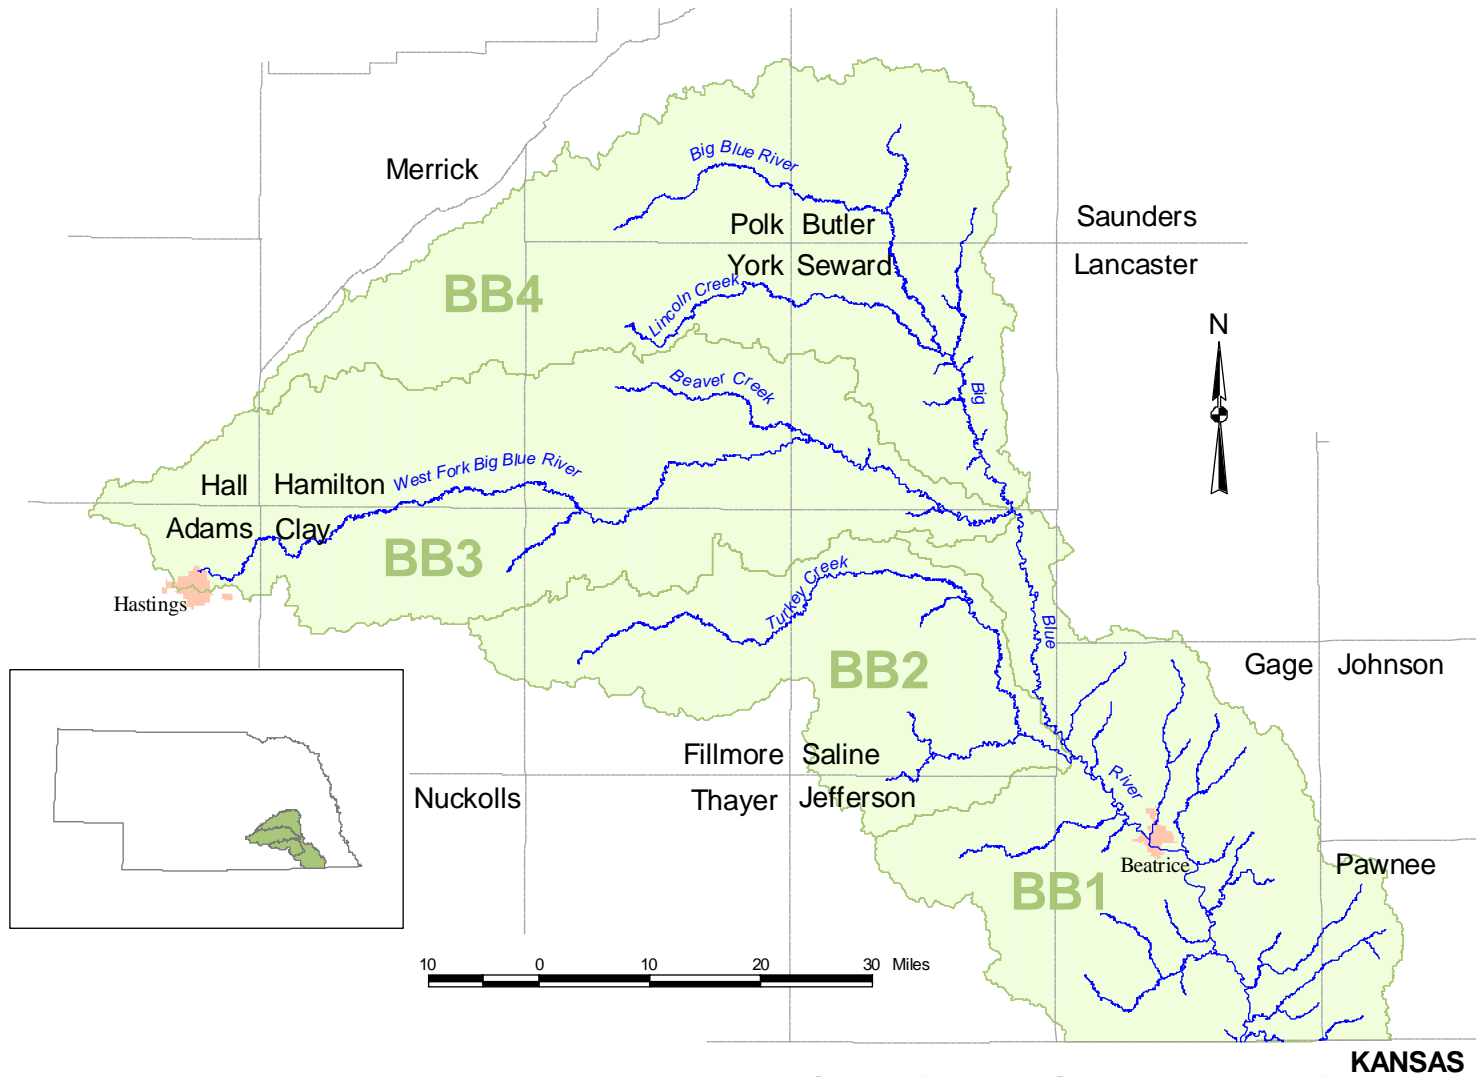 Merrick
Big Blue River
Polk
Butler
Saunders
York
Seward
Lancaster
BB4
Lincoln Creek
N
Beaver Creek
Big
West Fork Big Blue River
Hall
Hamilton
Adams
Clay
BB3
Turkey Creek
Hastings
Blue
BB2
Gage
Johnson
Fillmore
Saline
River
Nuckolls
Thayer
Jefferson
Beatrice
Pawnee
BB1
10 0 10 20 30 Miles
KANSAS